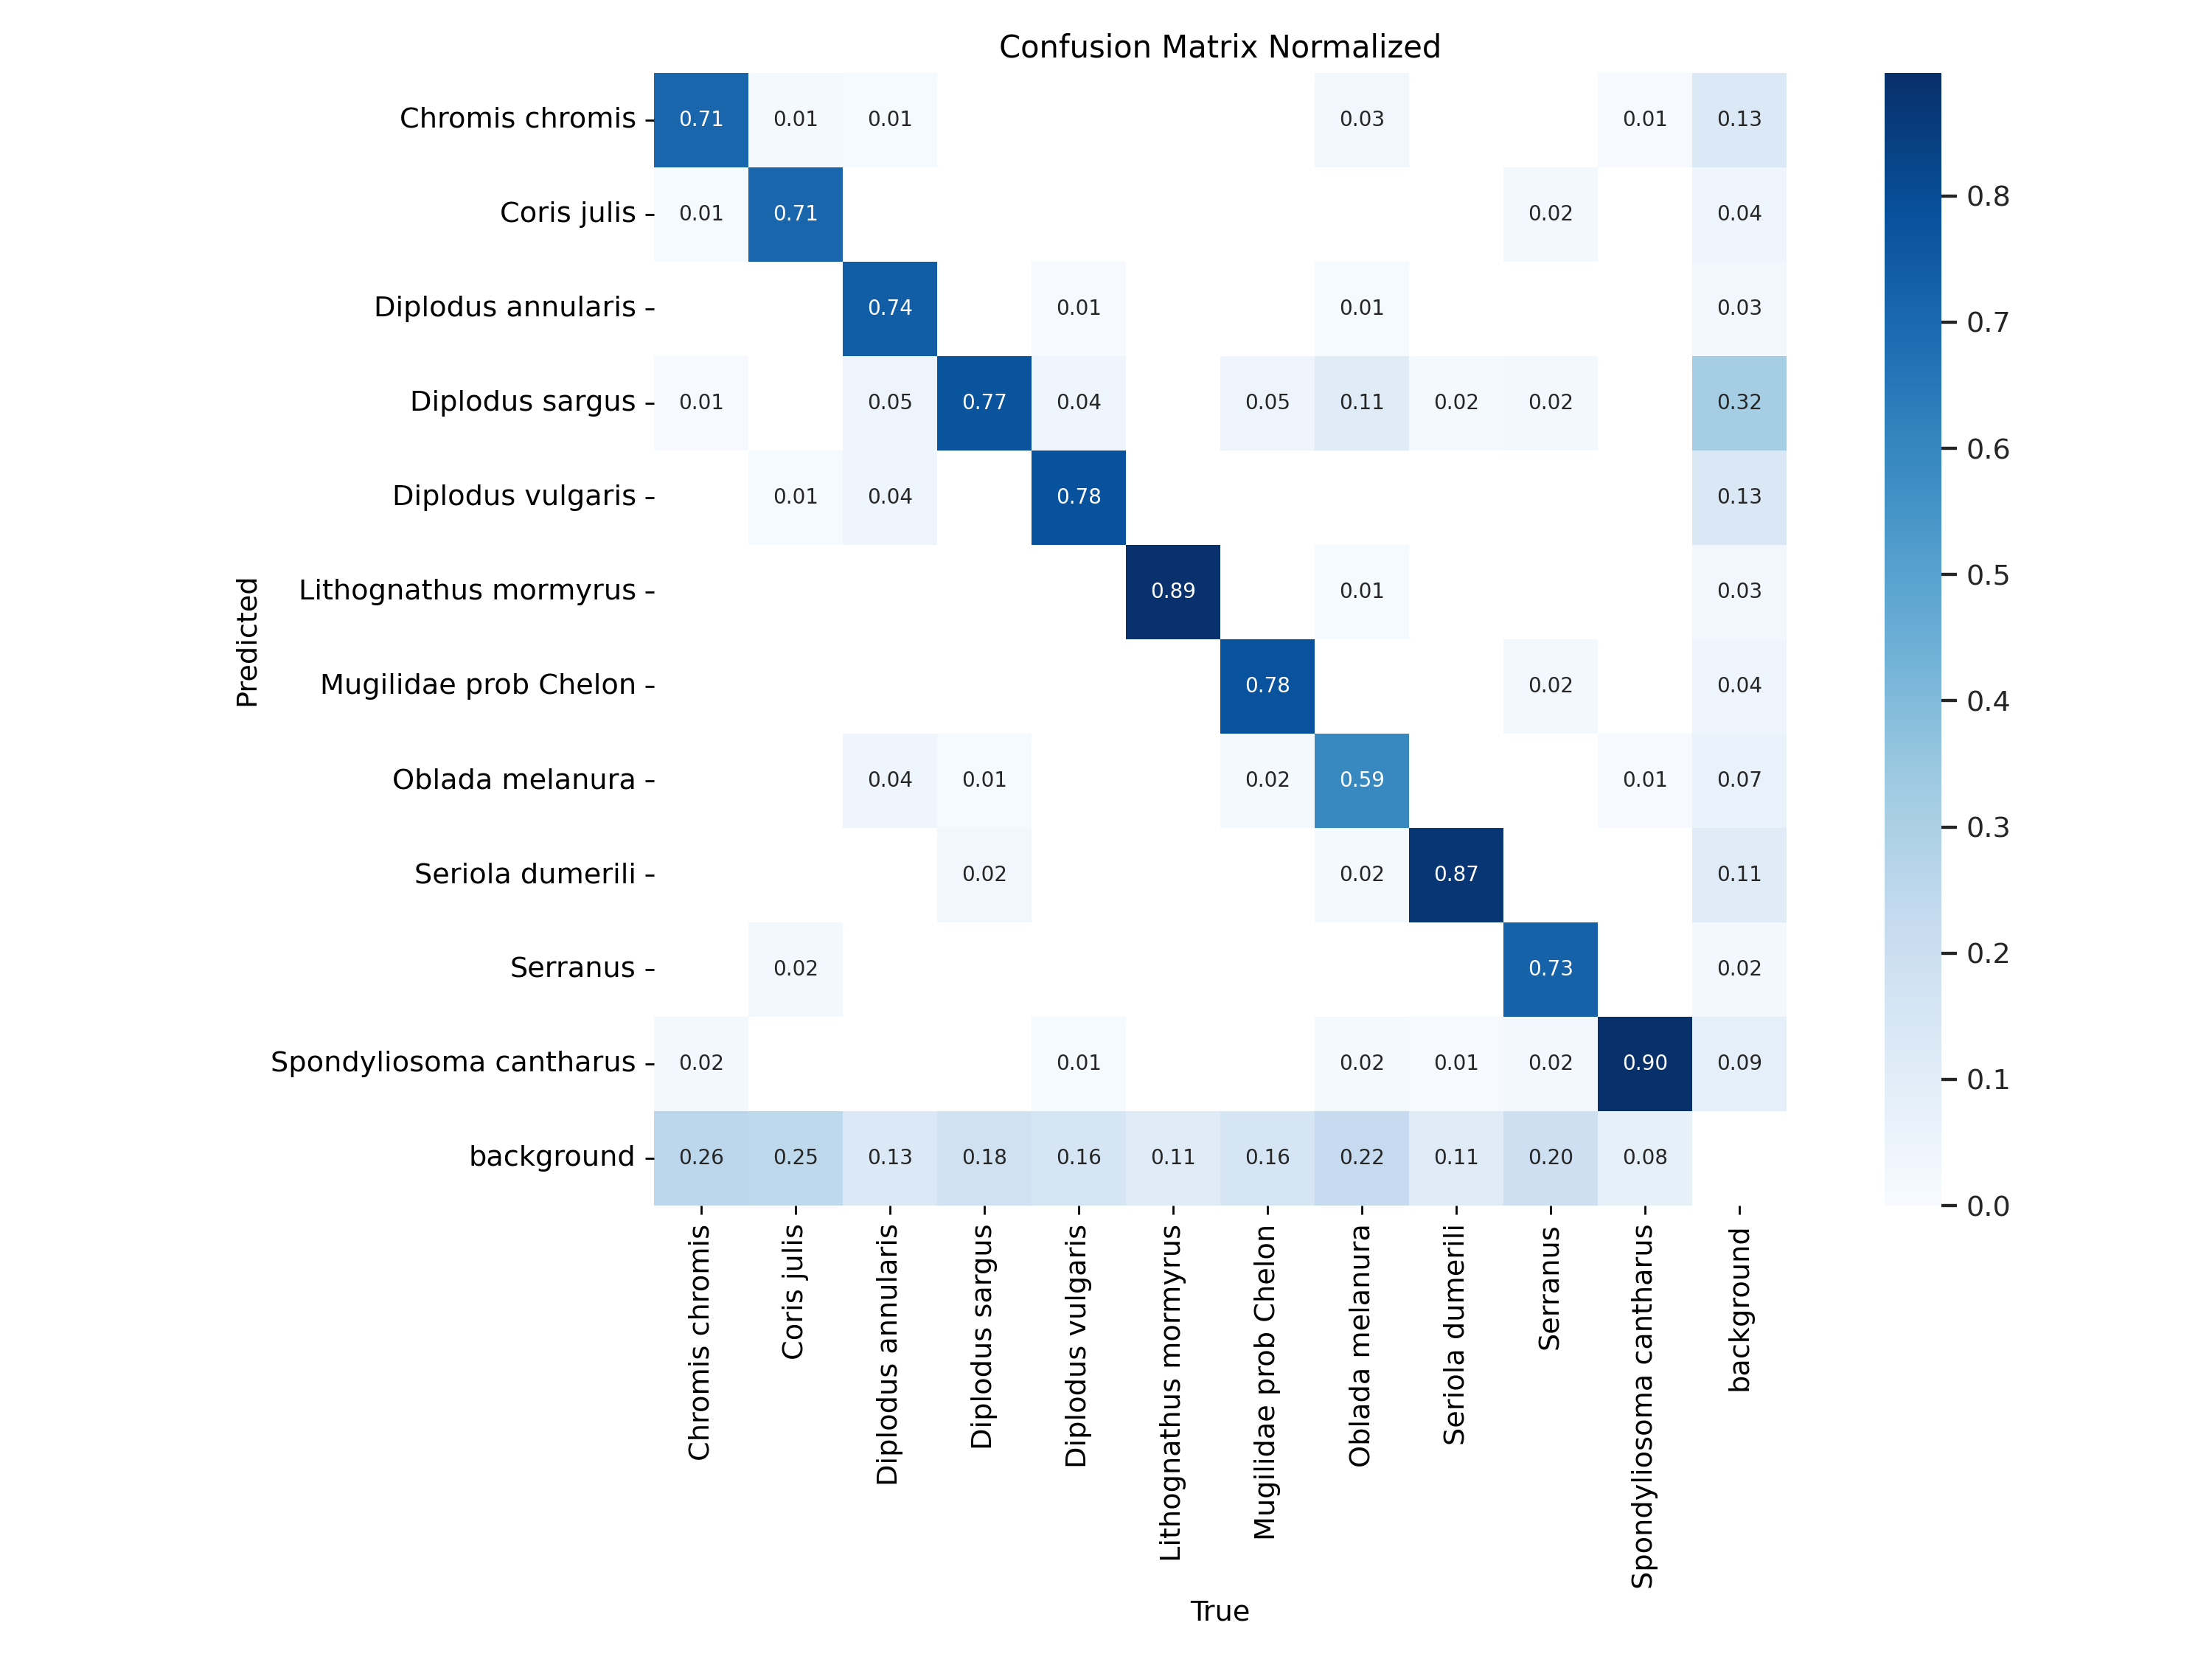 Confusion Matrix Normalized
Chromis chromis 0.71 0.01 0.01 0.03 0.01 0.13
Coris julis 0.01 0.71 0.02 0.04
Diplodus annularis 0.74 0.01 0.01 0.03
Diplodus sargus 0.01 0.05 0.77 0.04 0.05 0.11 0.02 0.02 0.32
Diplodus vulgaris 0.01 0.04 0.78 0.13
Lithognathus mormyrus 0.89 0.01 0.03
Mugilidae prob Chelon 0.78 0.02 0.04
Oblada melanura 0.04 0.01 0.02 0.59 0.01 0.07
Seriola dumerili 0.02 0.02 0.87 0.11
Serranus 0.02 0.73 0.02
Spondyliosoma cantharus 0.02 0.01 0.02 0.01 0.02 0.90 0.09
background 0.26 0.25 0.13 0.18 0.16 0.11 0.16 0.22 0.11 0.20 0.08
Predicted
Chromis chromis
Coris julis
Diplodus annularis
Diplodus sargus
Diplodus vulgaris
Lithognathus mormyrus
Mugilidae prob Chelon
Oblada melanura
Seriola dumerili
Serranus
Spondyliosoma cantharus
background
True
0.8
0.7
0.6
0.5
0.4
0.3
0.2
0.1
0.0